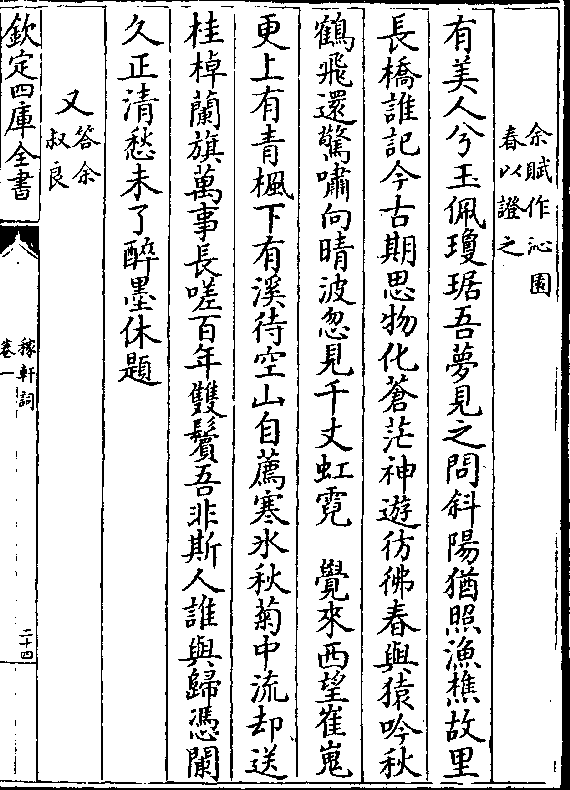 余賦作沁園
春以證之
有美人兮玉佩瓊琚吾夢見之問斜陽猶照漁樵故里
長橋誰記今古期思物化蒼茫神遊彷彿春與猿吟秋
鶴飛還驚嘯向晴波忽見千丈虹霓　覺來西望崔嵬
更上有青楓下有溪待空山自薦寒冰秋菊中流却送
桂棹蘭旗萬事長嗟百年雙鬢吾非斯人誰與歸憑闌
久正清愁未了醉墨休題
又答余
叔良
欽定四庫全書
稼軒詞
卷一
二十四